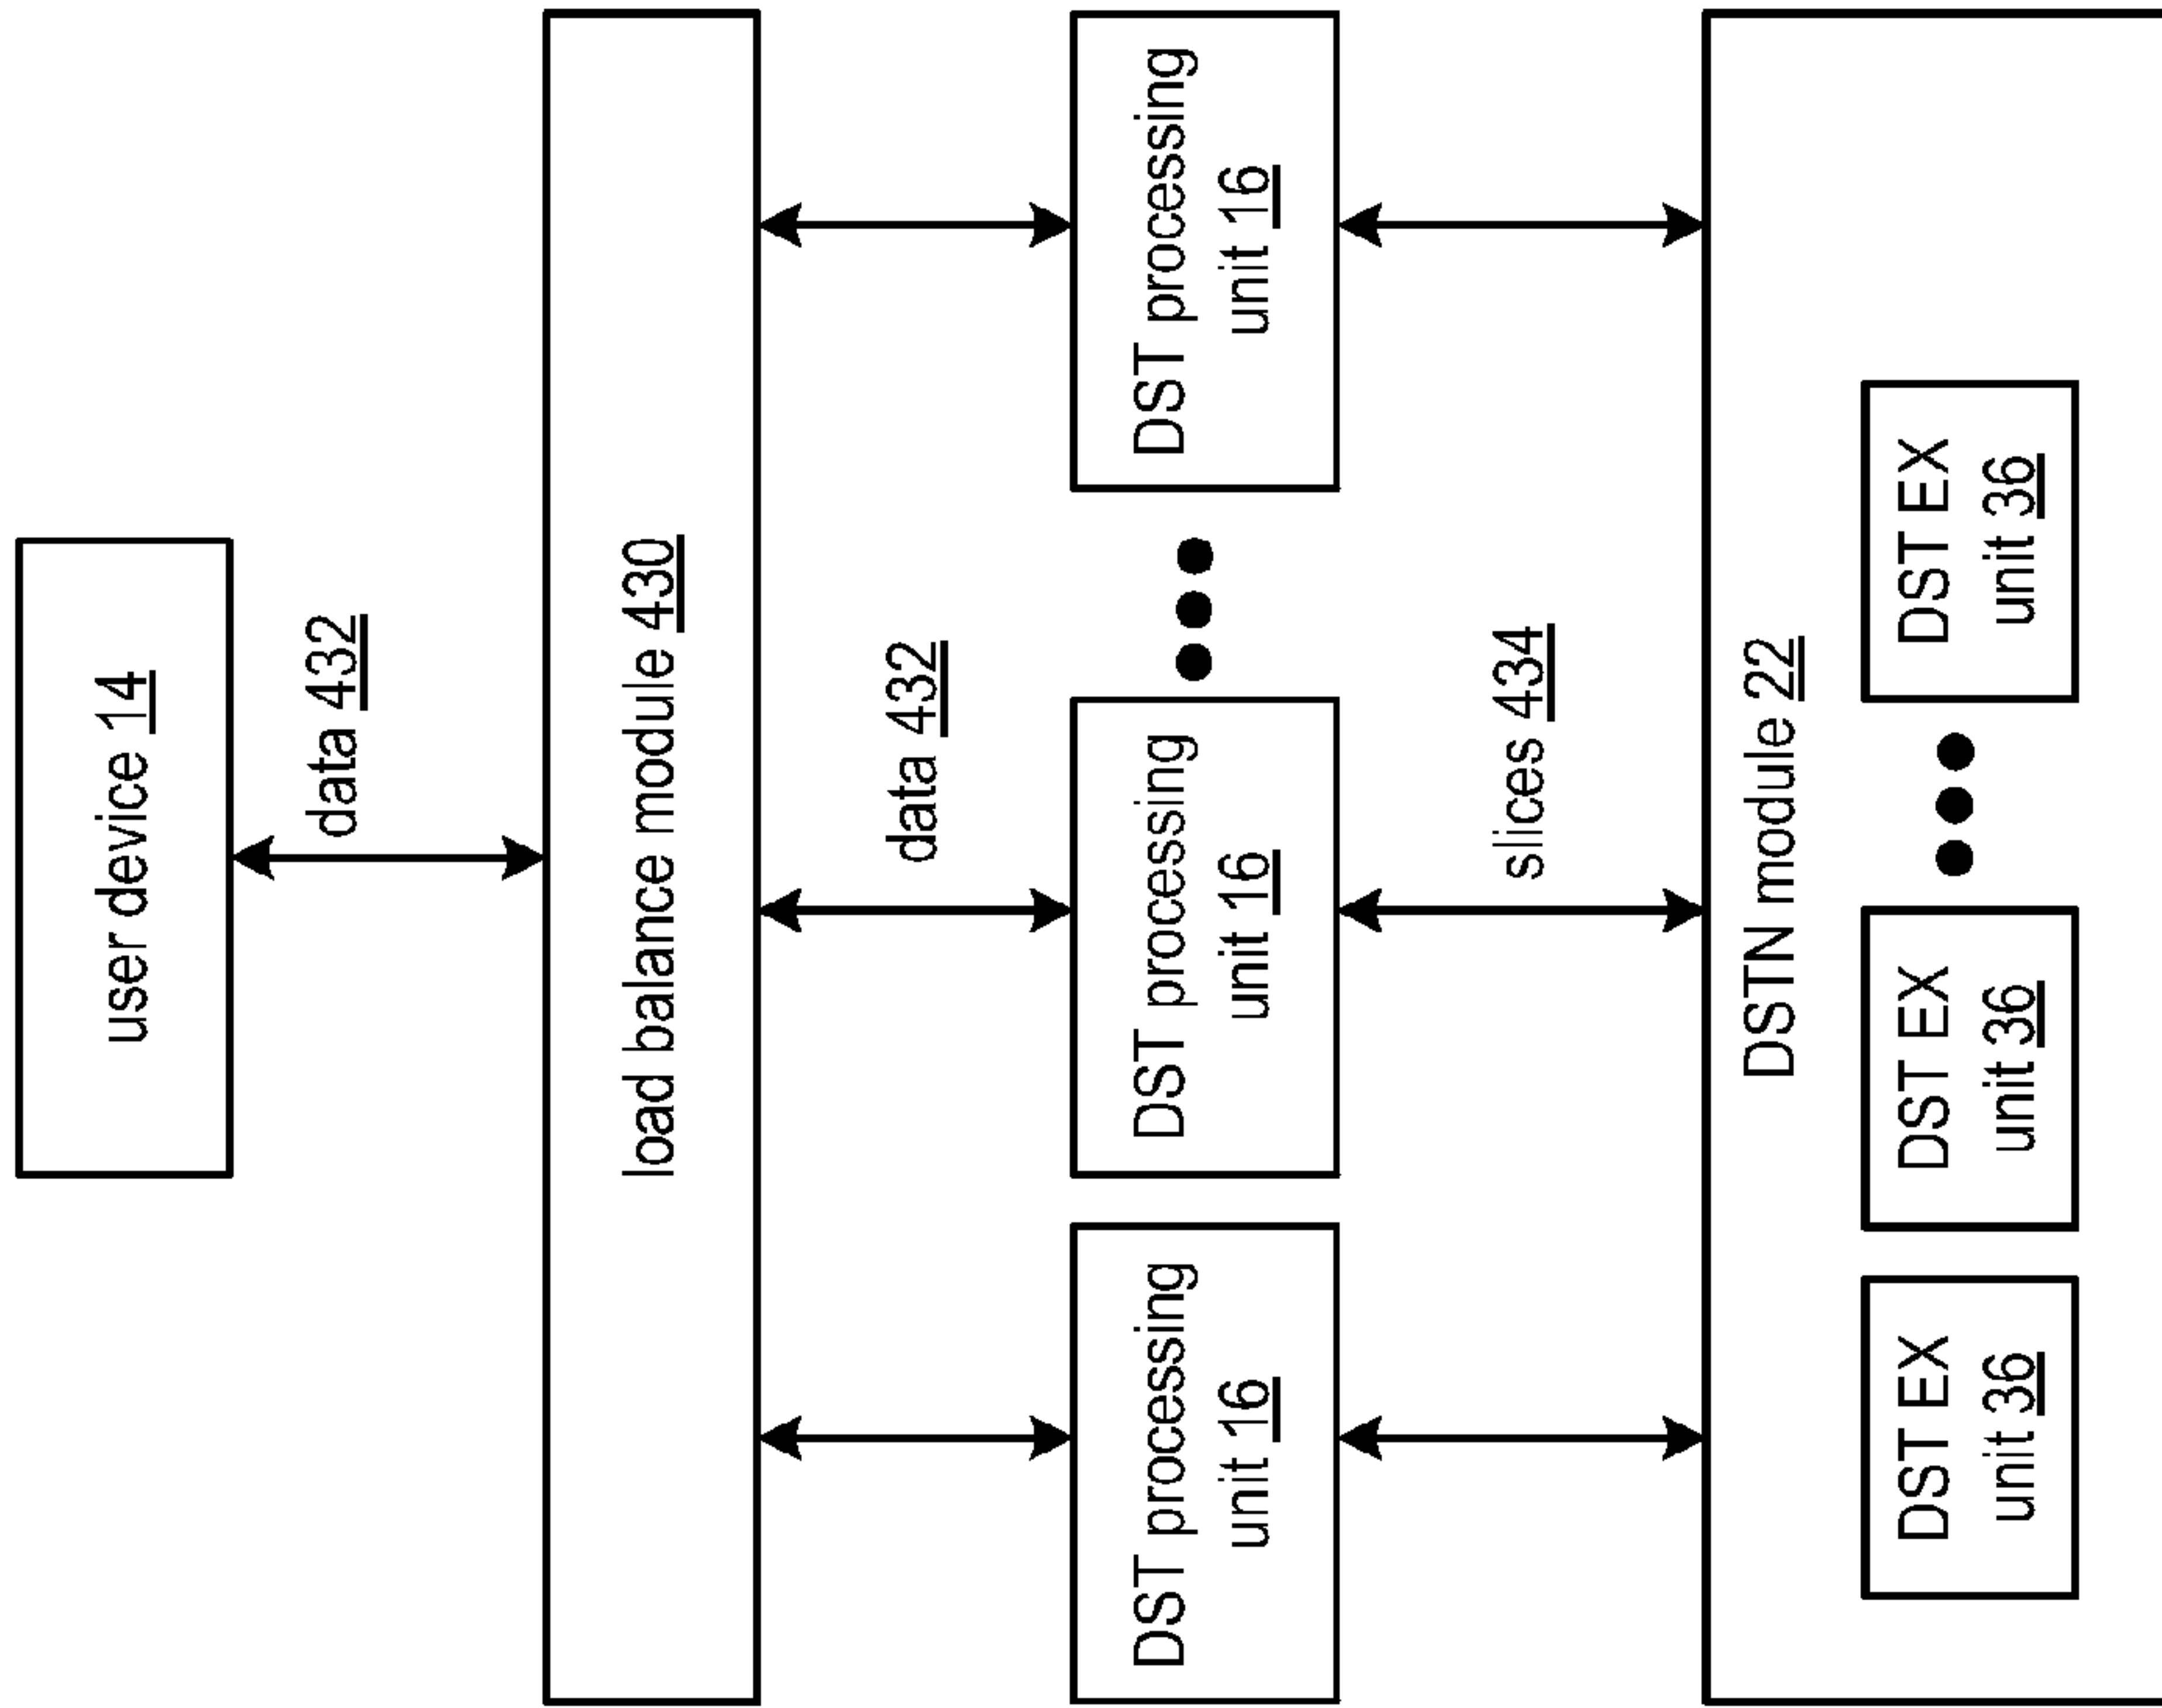 user device 14
data 432
load balance module 430
data 432
DST processing
unit 16
DST processing
unit 16
DST processing
unit 16
slices 434
DSTN module 22
DST EX
unit 36
DST EX
unit 36
DST EX
unit 36